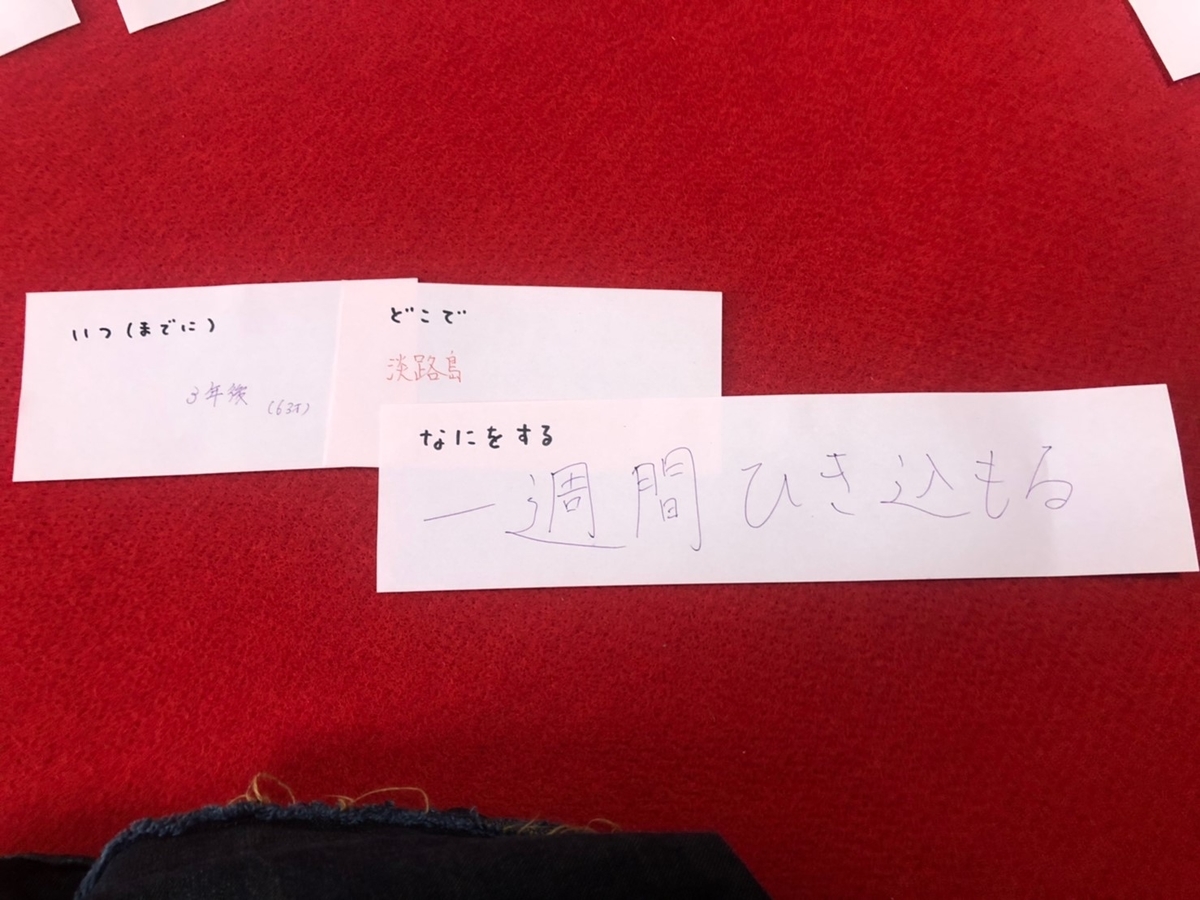 いつ(までに)
3年後 (63才)
どこで
淡路島
なにをする
一週間ひき込もる